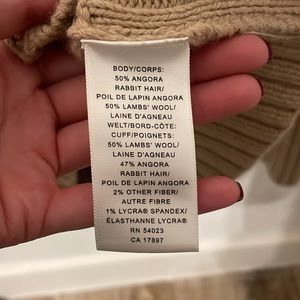 BODY/CORPS:
50% ANGORA
RABBIT HAIR/
POIL DE LAPIN ANGORA
50% LAMBS' WOOL/
LAINE D'AGNEAU
WELT/BORD-CÔTE:
CUFF/POIGNETS:
50% LAMBS' WOOL/
LAINE D'AGNEAU
47% ANGORA
RABBIT HAIR/
POIL DE LAPIN ANGORA
2% OTHER FIBER/
AUTRE FIBRE
1% LYCRA® SPANDEX/
ÉLASTHANNE LYCRA®
RN 54023
CA 17897